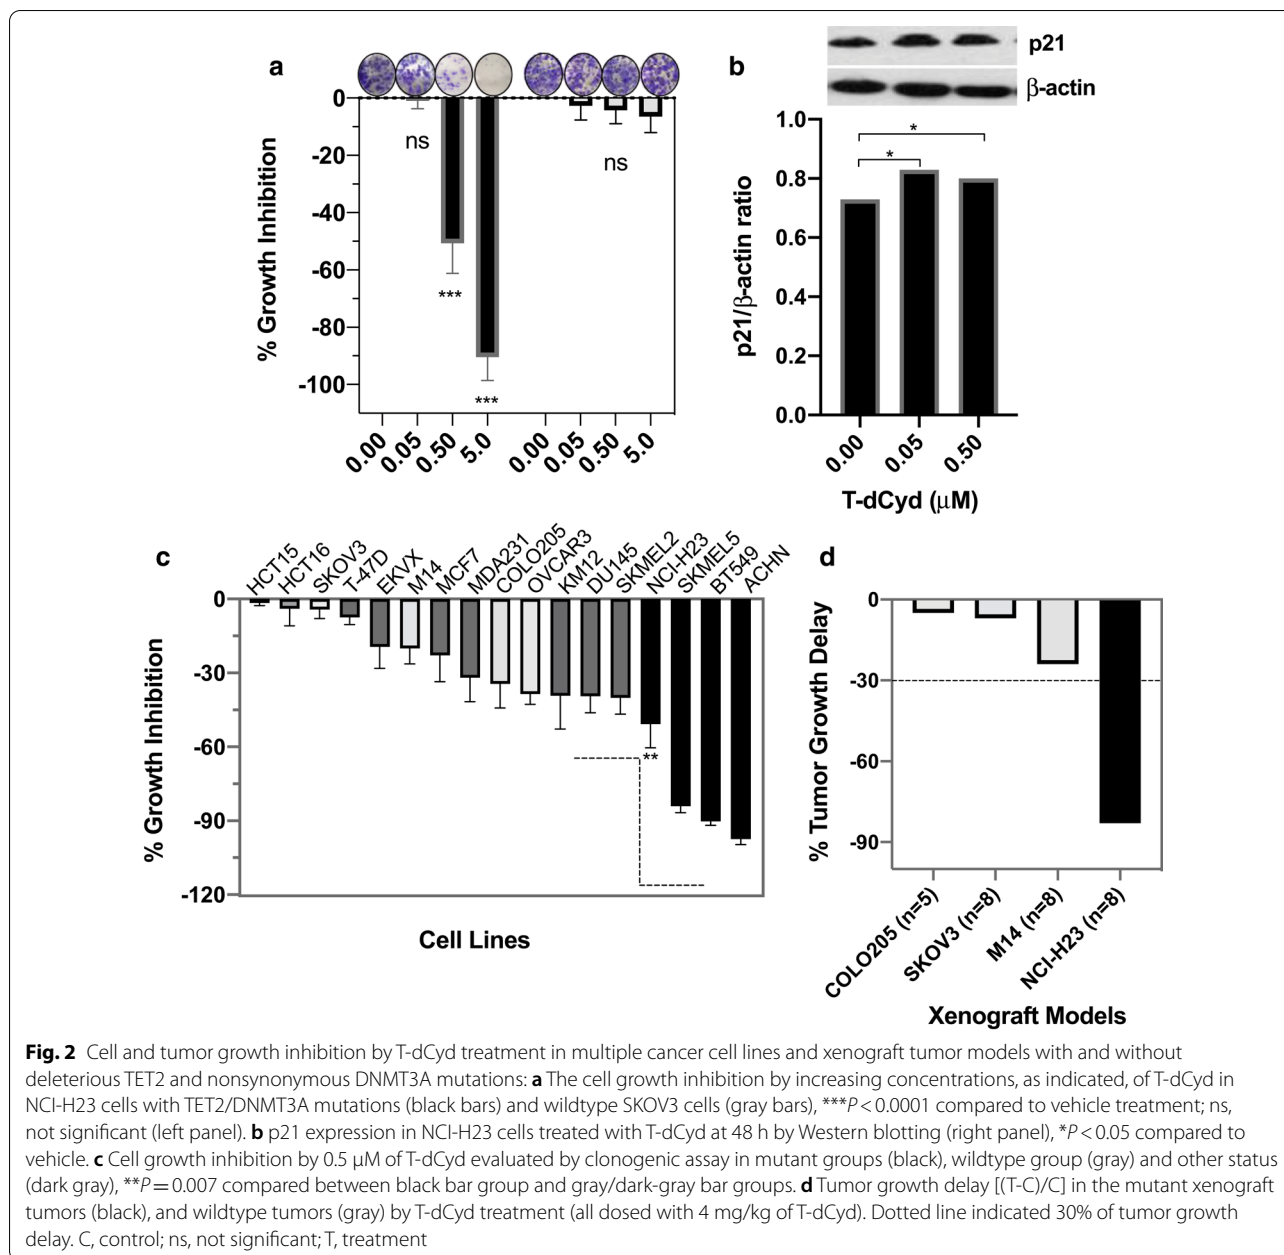 a
% Growth Inhibition
0
-20
-40
-60
-80
-100
ns
***
***
ns
0.00
0.05
0.50
5.0
0.00
0.05
0.50
5.0
b
p21
β-actin
p21/β-actin ratio
1.0
0.8
0.6
0.4
0.2
0.0
*
*
0.00
0.05
0.50
T-dCyd (μM)
c
HCT15
HCT16
SKOV3
T-47D
EKVX
M14
MCF7
MDA231
COLO205
OVCAR3
KM12
DU145
SKMEL2
NCI-H23
SKMEL5
BT549
ACHN
% Growth Inhibition
0
-30
-60
-90
-120
**
Cell Lines
d
% Tumor Growth Delay
0
-30
-60
-90
COLO205 (n=5)
SKOV3 (n=8)
M14 (n=8)
NCI-H23 (n=8)
Xenograft Models
Fig. 2 Cell and tumor growth inhibition by T-dCyd treatment in multiple cancer cell lines and xenograft tumor models with and without
deleterious TET2 and nonsynonymous DNMT3A mutations: a The cell growth inhibition by increasing concentrations, as indicated, of T-dCyd in
NCI-H23 cells with TET2/DNMT3A mutations (black bars) and wildtype SKOV3 cells (gray bars), ***P < 0.0001 compared to vehicle treatment; ns,
not significant (left panel). b p21 expression in NCI-H23 cells treated with T-dCyd at 48 h by Western blotting (right panel), *P < 0.05 compared to
vehicle. c Cell growth inhibition by 0.5 μM of T-dCyd evaluated by clonogenic assay in mutant groups (black), wildtype group (gray) and other status
(dark gray), **P = 0.007 compared between black bar group and gray/dark-gray bar groups. d Tumor growth delay [(T-C)/C] in the mutant xenograft
tumors (black), and wildtype tumors (gray) by T-dCyd treatment (all dosed with 4 mg/kg of T-dCyd). Dotted line indicated 30% of tumor growth
delay. C, control; ns, not significant; T, treatment